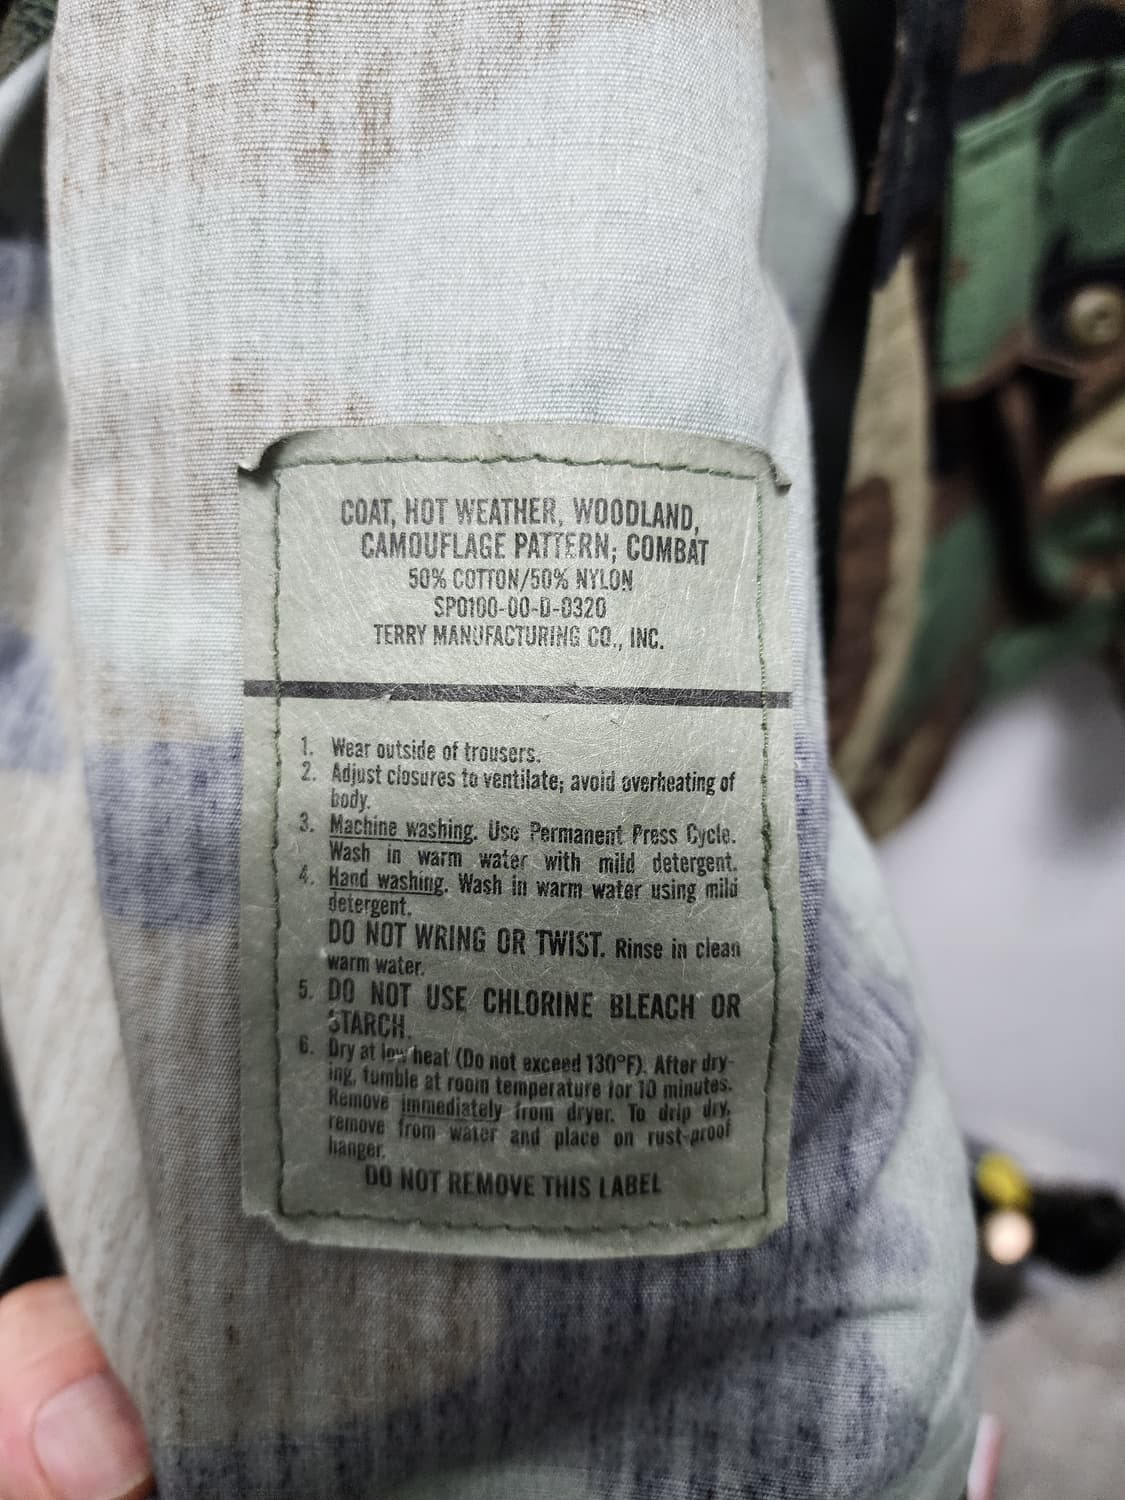 COAT, HOT WEATHER, WOODLAND,
CAMOUFLAGE PATTERN; COMBAT
50% COTTON/50% NYLON
SPO100-00-D-0320
TERRY MANUFACTURING CO., INC.
1. Wear outside of trousers.
2. Adjust closures to ventilate; avoid overheating of
body.
3. Machine washing. Use Permanent Press Cycle.
Wash in warm water with mild detergent.
4. Hand washing. Wash in warm water using mild
detergent.
DO NOT WRING OR TWIST. Rinse in clean
warm water.
5. DO NOT USE CHLORINE BLEACH OR
STARCH.
6. Dry at low heat (Do not exceed 130°F). After dry-
ing, tumble at room temperature for 10 minutes.
Remove immediately from dryer. To drip dry,
remove from water and place on rust-proof
hanger.
DO NOT REMOVE THIS LABEL